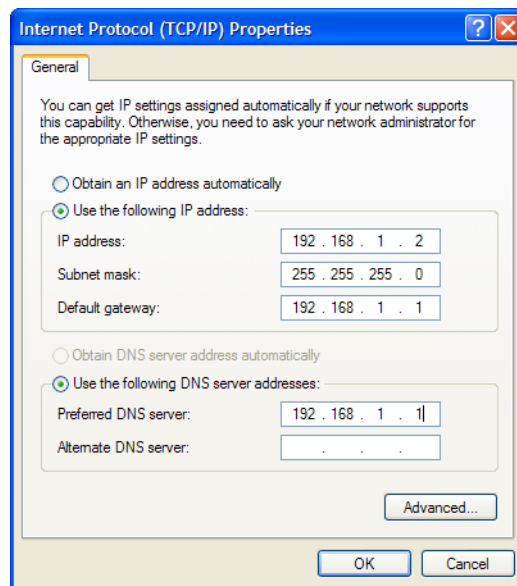 Internet Protocol (TCP/IP) Properties
General
You can get IP settings assigned automatically if your network supports
this capability. Otherwise, you need to ask your network administrator for
the appropriate IP settings.
Obtain an IP address automatically
Use the following IP address:
IP address: 192 . 168 . 1 . 2
Subnet mask: 255 . 255 . 255 . 0
Default gateway: 192 . 168 . 1 . 1
Obtain DNS server address automatically
Use the following DNS server addresses:
Preferred DNS server: 192 . 168 . 1 . 1
Alternate DNS server: . . .
Advanced...
OK Cancel